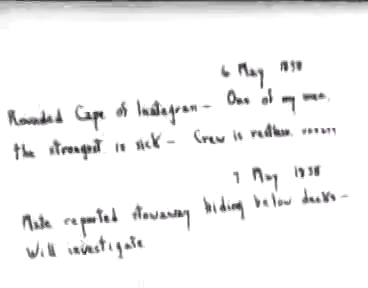 6 May 1838
Rounded Cape of Instagran - One of my men,
the strongest is sick - Crew is restless.
7 May 1838
Mate reported stowaway hiding below decks -
Will investigate